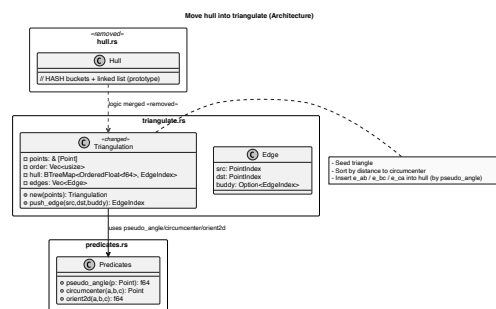 Move hull into triangulate (Architecture)
«removed»
hull.rs
C Hull
// HASH buckets + linked list (prototype)
logic merged «removed»
triangulate.rs
«changed»
C Triangulation
points: & [Point]
order: Vec<usize>
hull: BTreeMap<OrderedFloat<f64>, EdgeIndex>
edges: Vec<Edge>
new(points): Triangulation
push_edge(src,dst,buddy): EdgeIndex
C Edge
src: PointIndex
dst: PointIndex
buddy: Option<EdgeIndex>
- Seed triangle
- Sort by distance to circumcenter
- Insert e_ab / e_bc / e_ca into hull (by pseudo_angle)
uses pseudo_angle/circumcenter/orient2d
predicates.rs
C Predicates
pseudo_angle(p: Point): f64
circumcenter(a,b,c): Point
orient2d(a,b,c): f64